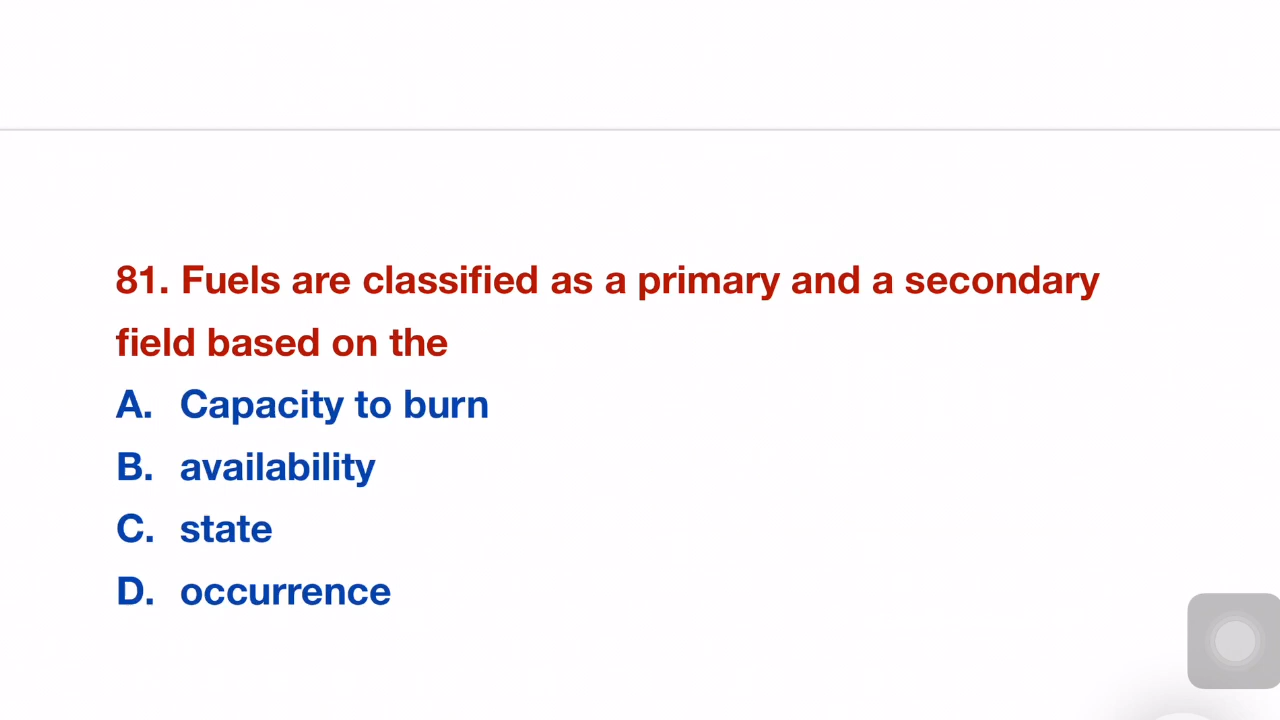 81. Fuels are classified as a primary and a secondary
field based on the
A. Capacity to burn
B. availability
C. state
D. occurrence